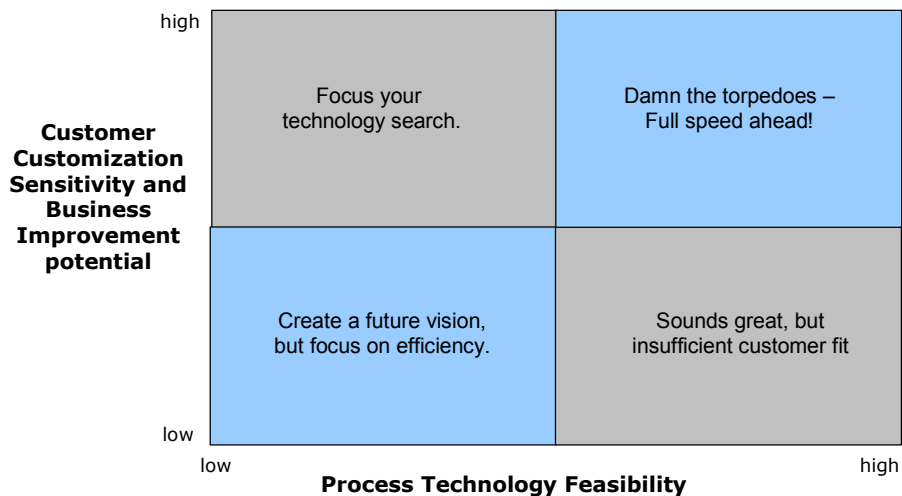 high
Focus your
technology search.
Damn the torpedoes –
Full speed ahead!
Customer
Customization
Sensitivity and
Business
Improvement
potential
Create a future vision,
but focus on efficiency.
Sounds great, but
insufficient customer fit
low
low
high
Process Technology Feasibility